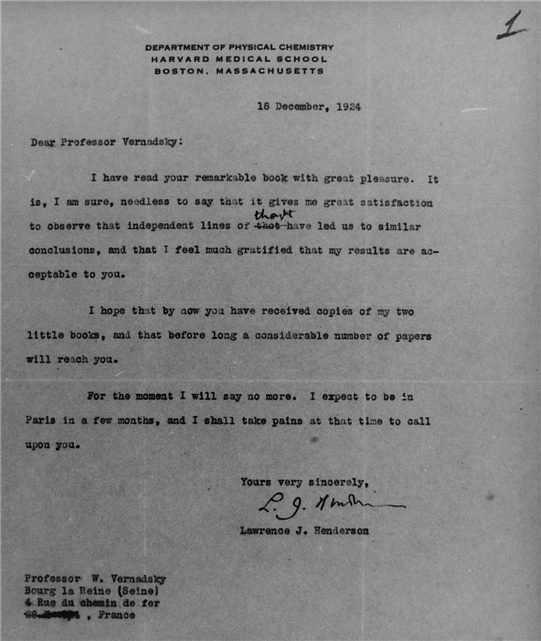 1
DEPARTMENT OF PHYSICAL CHEMISTRY
HARVARD MEDICAL SCHOOL
BOSTON, MASSACHUSETTS
18 December, 1924
Dear Professor Vernadsky:
I have read your remarkable book with great pleasure. It
is, I am sure, needless to say that it gives me great satisfaction
thought
to observe that independent lines of that have led us to similar
conclusions, and that I feel much gratified that my results are ac-
ceptable to you.
I hope that by now you have received copies of my two
little books, and that before long a considerable number of papers
will reach you.
For the moment I will say no more. I expect to be in
Paris in a few months, and I shall take pains at that time to call
upon you.
Yours very sincerely,
L. J. Henderson
Lawrence J. Henderson
Professor W. Vernadsky
Bourg la Reine (Seine)
4 Rue du chemin de fer
, France